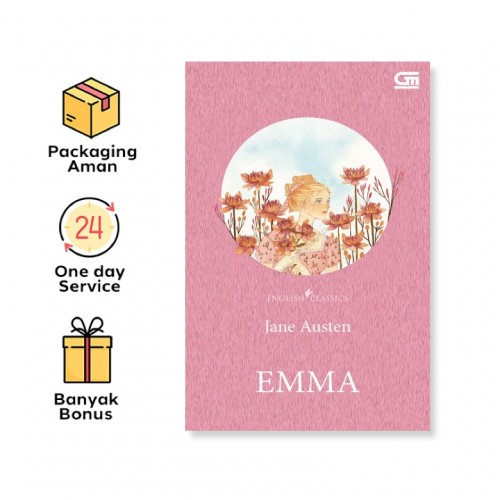 Packaging
Aman
24
One day
Service
Banyak
Bonus
GM
ENGLISH CLASSICS
Jane Austen
EMMA